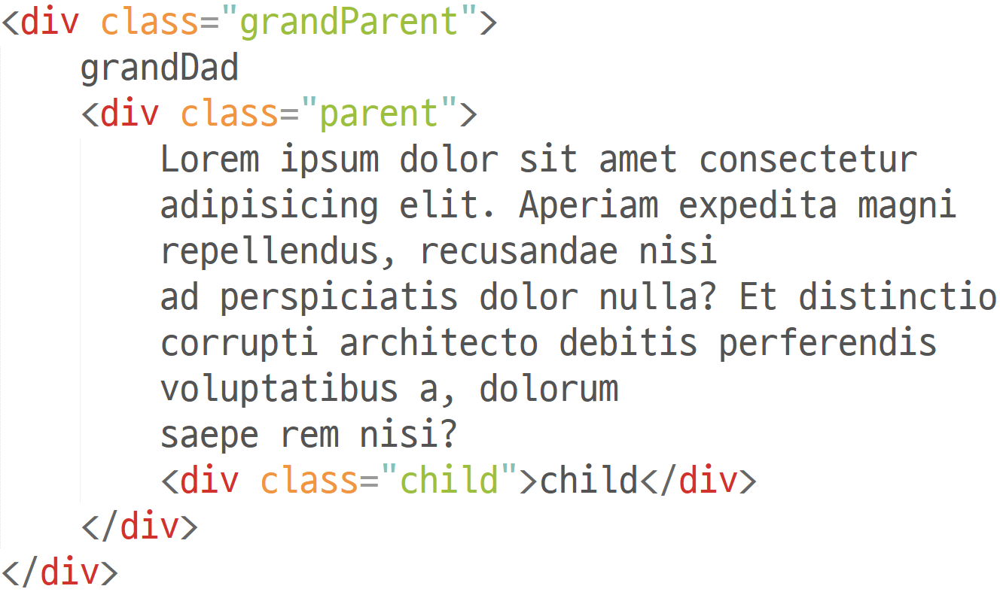 <div class="grandParent">
grandDad
<div class="parent">
Lorem ipsum dolor sit amet consectetur
adipisicing elit. Aperiam expedita magni
repellendus, recusandae nisi
ad perspiciatis dolor nulla? Et distinctio
corrupti architecto debitis perferendis
voluptatibus a, dolorum
saepe rem nisi?
<div class="child">child</div>
</div>
</div>